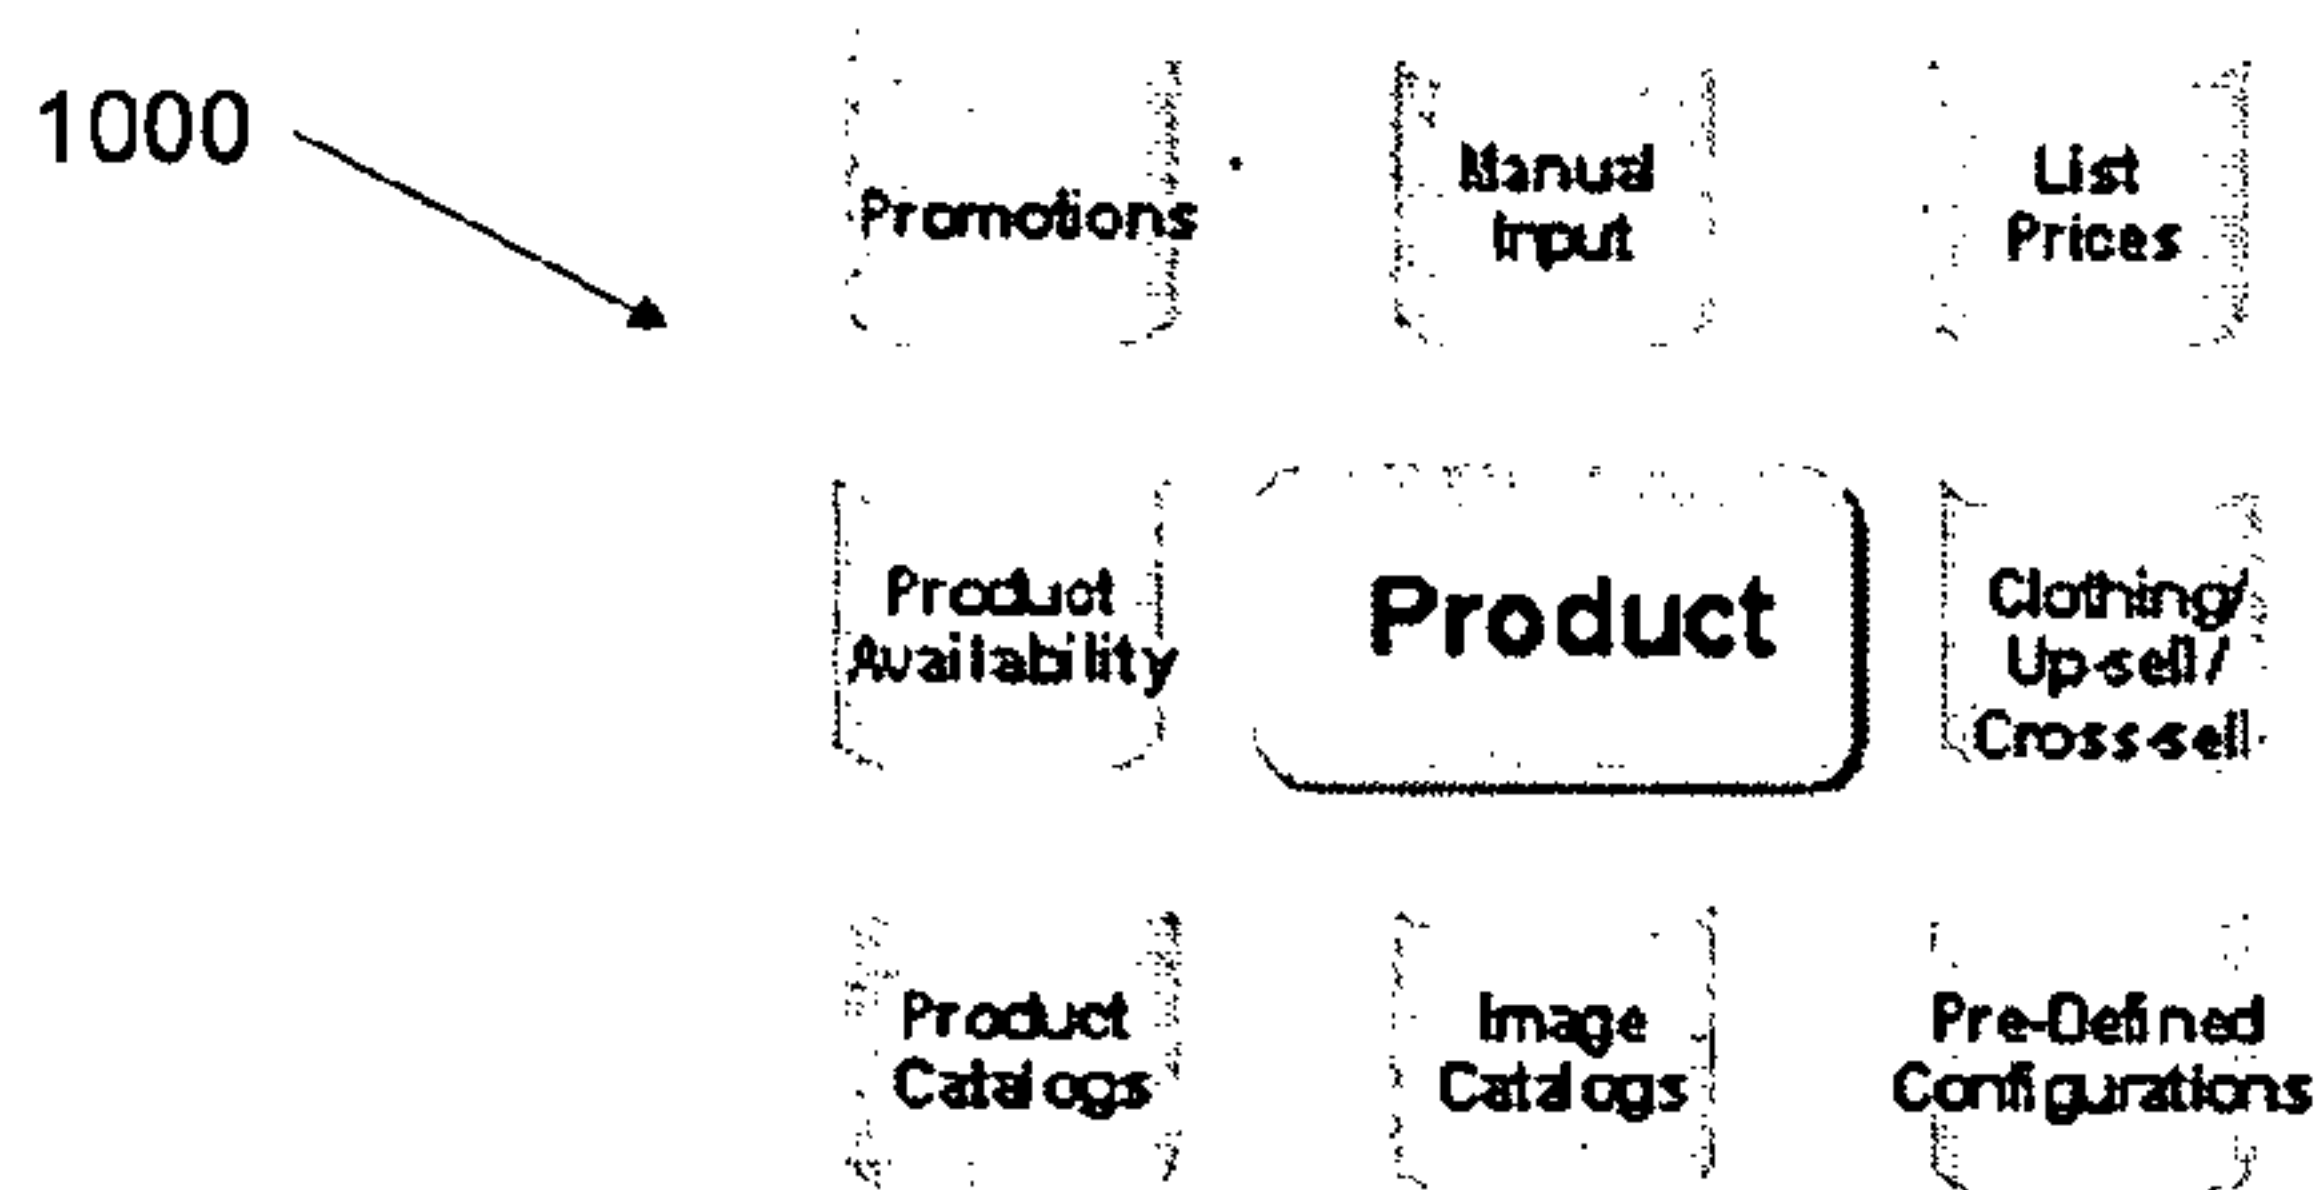 1000
Promotions
Manual
Input
List
Prices
Product
Availability
Product
Clothing/
Up-sell/
Cross-sell
Product
Catalogs
Image
Catalogs
Pre-Defined
Configurations